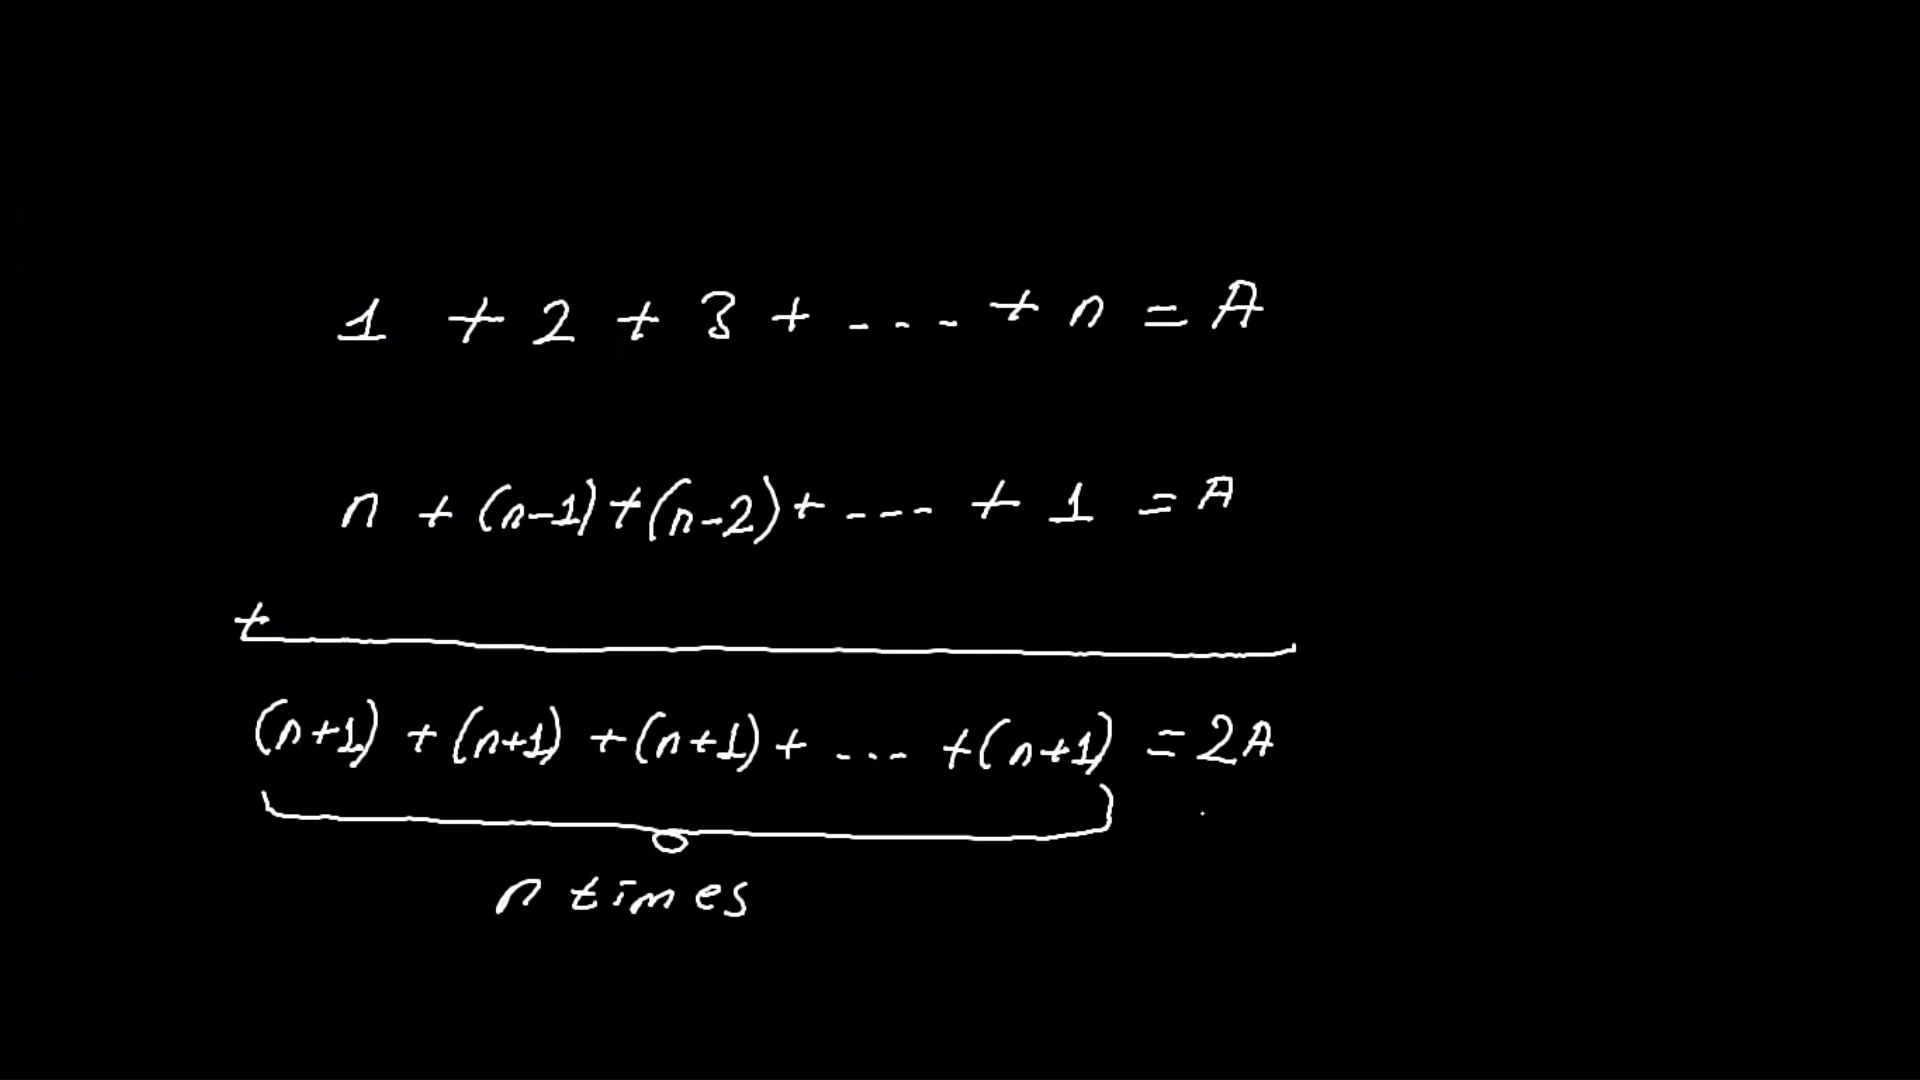 1 + 2 + 3 + ... + n = A
n + (n-1) + (n-2) + ... + 1 = A
+
(n+1) + (n+1) + (n+1) + ... + (n+1) = 2A
n times